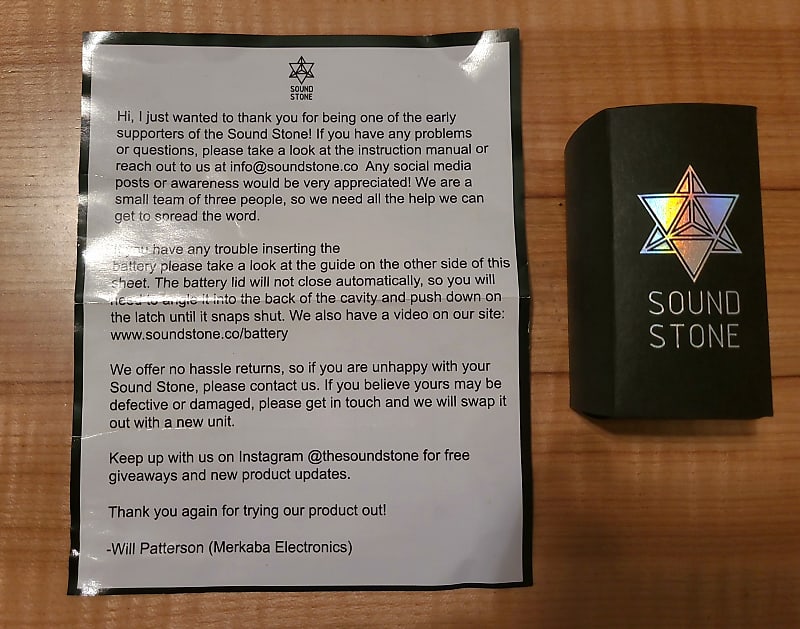 SOUND
STONE
Hi, I just wanted to thank you for being one of the early
supporters of the Sound Stone! If you have any problems
or questions, please take a look at the instruction manual or
reach out to us at info@soundstone.co Any social media
posts or awareness would be very appreciated! We are a
small team of three people, so we need all the help we can
get to spread the word.
If you have any trouble inserting the
battery please take a look at the guide on the other side of this
sheet. The battery lid will not close automatically, so you will
need to angle it into the back of the cavity and push down on
the latch until it snaps shut. We also have a video on our site:
www.soundstone.co/battery
We offer no hassle returns, so if you are unhappy with your
Sound Stone, please contact us. If you believe yours may be
defective or damaged, please get in touch and we will swap it
out with a new unit.
Keep up with us on Instagram @thesoundstone for free
giveaways and new product updates.
Thank you again for trying our product out!
-Will Patterson (Merkaba Electronics)
SOUND
STONE